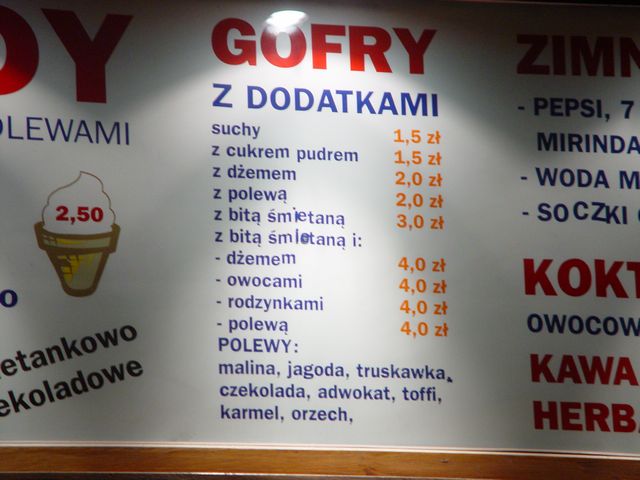 DY
OLEWAMI
2,50
o
ietankowo
ekoladowe
GOFRY
Z DODATKAMI
suchy 1,5 zł
z cukrem pudrem 1,5 zł
z dżemem 2,0 zł
z polewą 2,0 zł
z bitą śmietaną 3,0 zł
z bitą śmietaną i:
- dżemem 4,0 zł
- owocami 4,0 zł
- rodzynkami 4,0 zł
- polewą 4,0 zł
POLEWY:
malina, jagoda, truskawka,
czekolada, adwokat, toffi,
karmel, orzech,
ZIMN
- PEPSI, 7
MIRINDA
- WODA M
- SOCZKI
KOKT
OWOCOW
KAWA
HERBA